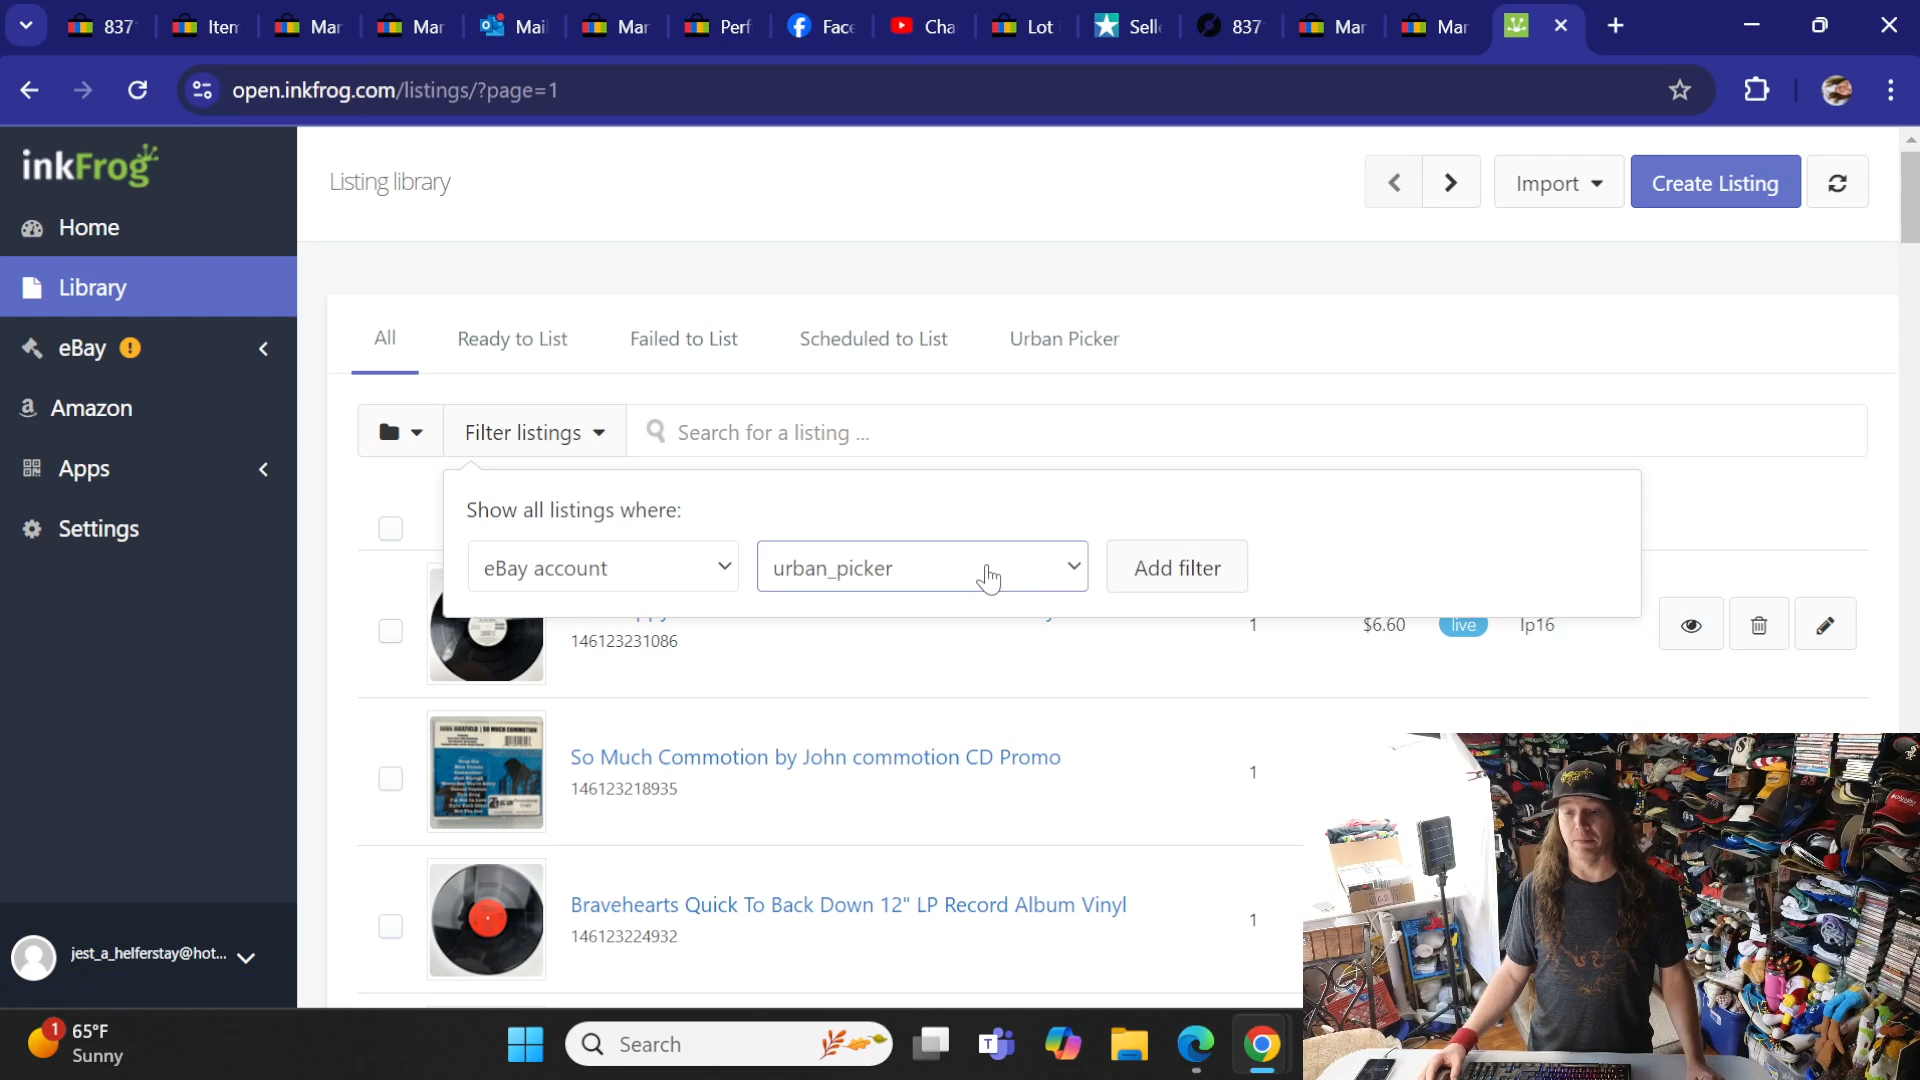 837
Iten
Mar
Mar
Mail
Mar
Perf
Face
Cha
Lot
Selle
837
Mar
Mar
open.inkfrog.com/listings/?page=1
inkFrog
Listing library
Import
Create Listing
Home
Library
eBay
Amazon
Apps
Settings
All
Ready to List
Failed to List
Scheduled to List
Urban Picker
Filter listings
Search for a listing ...
Show all listings where:
eBay account
urban_picker
Add filter
146123231086
1
$6.60
live
lp16
So Much Commotion by John commotion CD Promo
146123218935
1
Bravehearts Quick To Back Down 12" LP Record Album Vinyl
146123224932
1
jest_a_helferstay@hot...
1
65°F
Sunny
Search